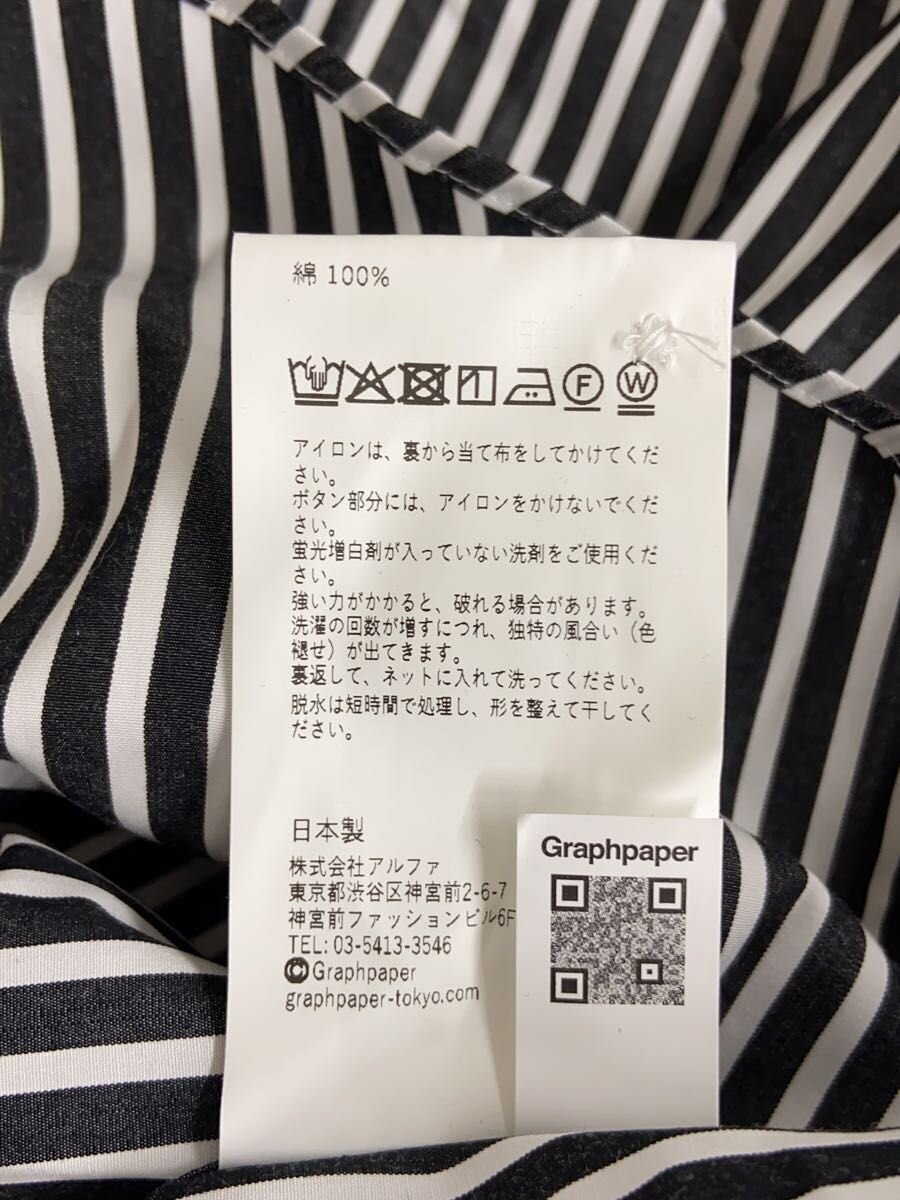 綿 100%
F
W
アイロンは、裏から当て布をしてかけてくだ
さい。
ボタン部分には、アイロンをかけないでくだ
さい。
蛍光増白剤が入っていない洗剤をご使用くだ
さい。
強い力がかかると、破れる場合があります。
洗濯の回数が増すにつれ、独特の風合い（色
褪せ）が出てきます。
裏返して、ネットに入れて洗ってください。
脱水は短時間で処理し、形を整えて干してく
ださい。
日本製
株式会社アルファ
東京都渋谷区神宮前2-6-7
神宮前ファッションビル6F
TEL: 03-5413-3546
©Graphpaper
graphpaper-tokyo.com
Graphpaper